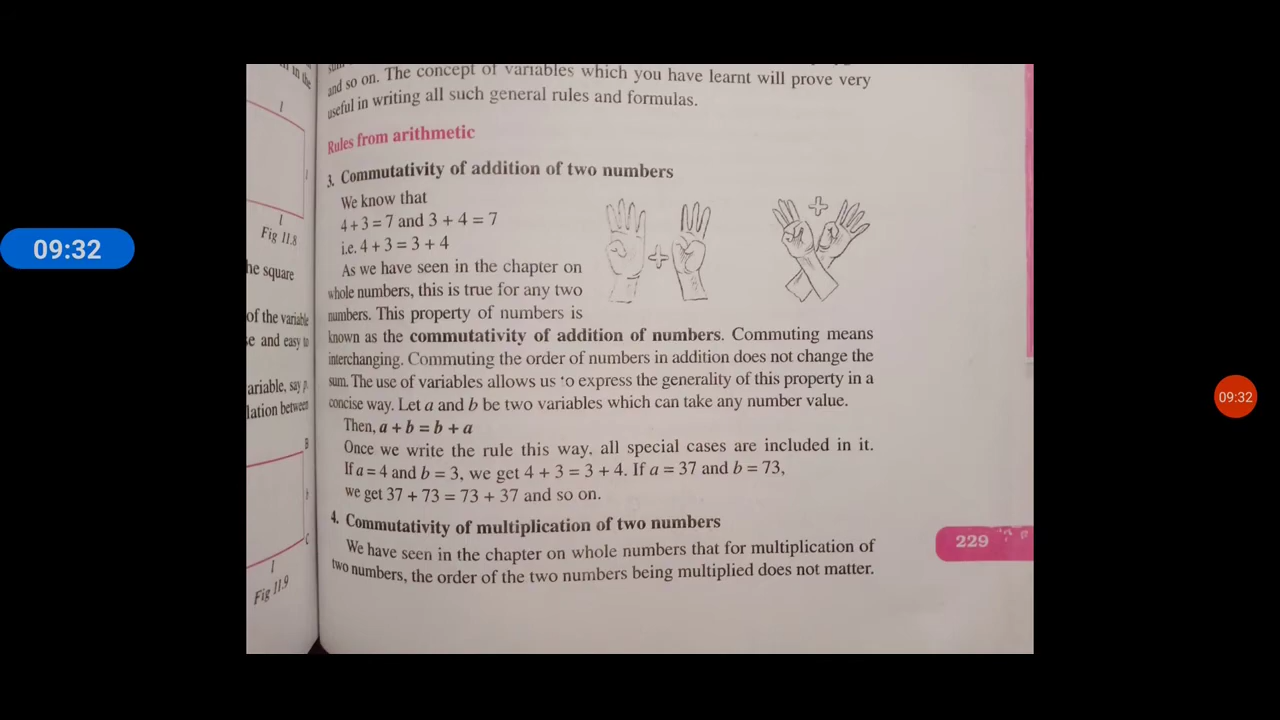 09:32
and so on. The concept of variables which you have learnt will prove very
useful in writing all such general rules and formulas.
Rules from arithmetic
3. Commutativity of addition of two numbers
We know that
4 + 3 = 7 and 3 + 4 = 7
i.e. 4 + 3 = 3 + 4
As we have seen in the chapter on
whole numbers, this is true for any two
numbers. This property of numbers is
known as the commutativity of addition of numbers. Commuting means
interchanging. Commuting the order of numbers in addition does not change the
sum. The use of variables allows us to express the generality of this property in a
concise way. Let a and b be two variables which can take any number value.
Then, a + b = b + a
Once we write the rule this way, all special cases are included in it.
If a = 4 and b = 3, we get 4 + 3 = 3 + 4. If a = 37 and b = 73,
we get 37 + 73 = 73 + 37 and so on.
4. Commutativity of multiplication of two numbers
We have seen in the chapter on whole numbers that for multiplication of
two numbers, the order of the two numbers being multiplied does not matter.
229
in the
l
l
l
Fig 11.8
he square
of the variable
e and easy to
ariable, say p.
lation between
B
b
C
l
Fig 11.9
+
+
09:32